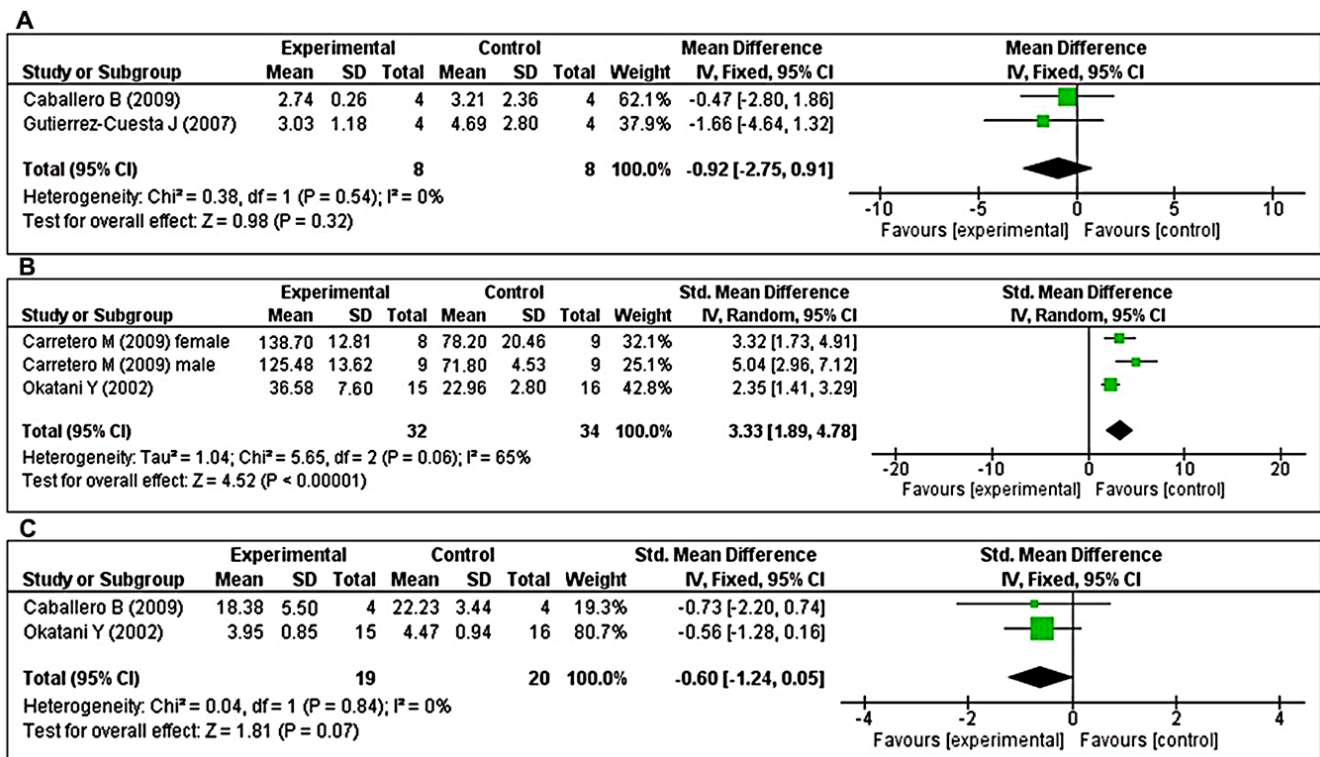 A
Experimental Control Mean Difference Mean Difference
Study or Subgroup Mean SD Total Mean SD Total Weight IV, Fixed, 95% CI IV, Fixed, 95% CI
Caballero B (2009) 2.74 0.26 4 3.21 2.36 4 62.1% -0.47 [-2.80, 1.86]
Gutierrez-Cuesta J (2007) 3.03 1.18 4 4.69 2.80 4 37.9% -1.66 [-4.64, 1.32]
Total (95% CI) 8 8 100.0% -0.92 [-2.75, 0.91]
Heterogeneity: Chi² = 0.38, df = 1 (P = 0.54); I² = 0%
Test for overall effect: Z = 0.98 (P = 0.32)
-10 -5 0 5 10
Favours [experimental] Favours [control]
B
Experimental Control Std. Mean Difference Std. Mean Difference
Study or Subgroup Mean SD Total Mean SD Total Weight IV, Random, 95% CI IV, Random, 95% CI
Carretero M (2009) female 138.70 12.81 8 78.20 20.46 9 32.1% 3.32 [1.73, 4.91]
Carretero M (2009) male 125.48 13.62 9 71.80 4.53 9 25.1% 5.04 [2.96, 7.12]
Okatani Y (2002) 36.58 7.60 15 22.96 2.80 16 42.8% 2.35 [1.41, 3.29]
Total (95% CI) 32 34 100.0% 3.33 [1.89, 4.78]
Heterogeneity: Tau² = 1.04; Chi² = 5.65, df = 2 (P = 0.06); I² = 65%
Test for overall effect: Z = 4.52 (P < 0.00001)
-20 -10 0 10 20
Favours [experimental] Favours [control]
C
Experimental Control Std. Mean Difference Std. Mean Difference
Study or Subgroup Mean SD Total Mean SD Total Weight IV, Fixed, 95% CI IV, Fixed, 95% CI
Caballero B (2009) 18.38 5.50 4 22.23 3.44 4 19.3% -0.73 [-2.20, 0.74]
Okatani Y (2002) 3.95 0.85 15 4.47 0.94 16 80.7% -0.56 [-1.28, 0.16]
Total (95% CI) 19 20 100.0% -0.60 [-1.24, 0.05]
Heterogeneity: Chi² = 0.04, df = 1 (P = 0.84); I² = 0%
Test for overall effect: Z = 1.81 (P = 0.07)
-4 -2 0 2 4
Favours [experimental] Favours [control]